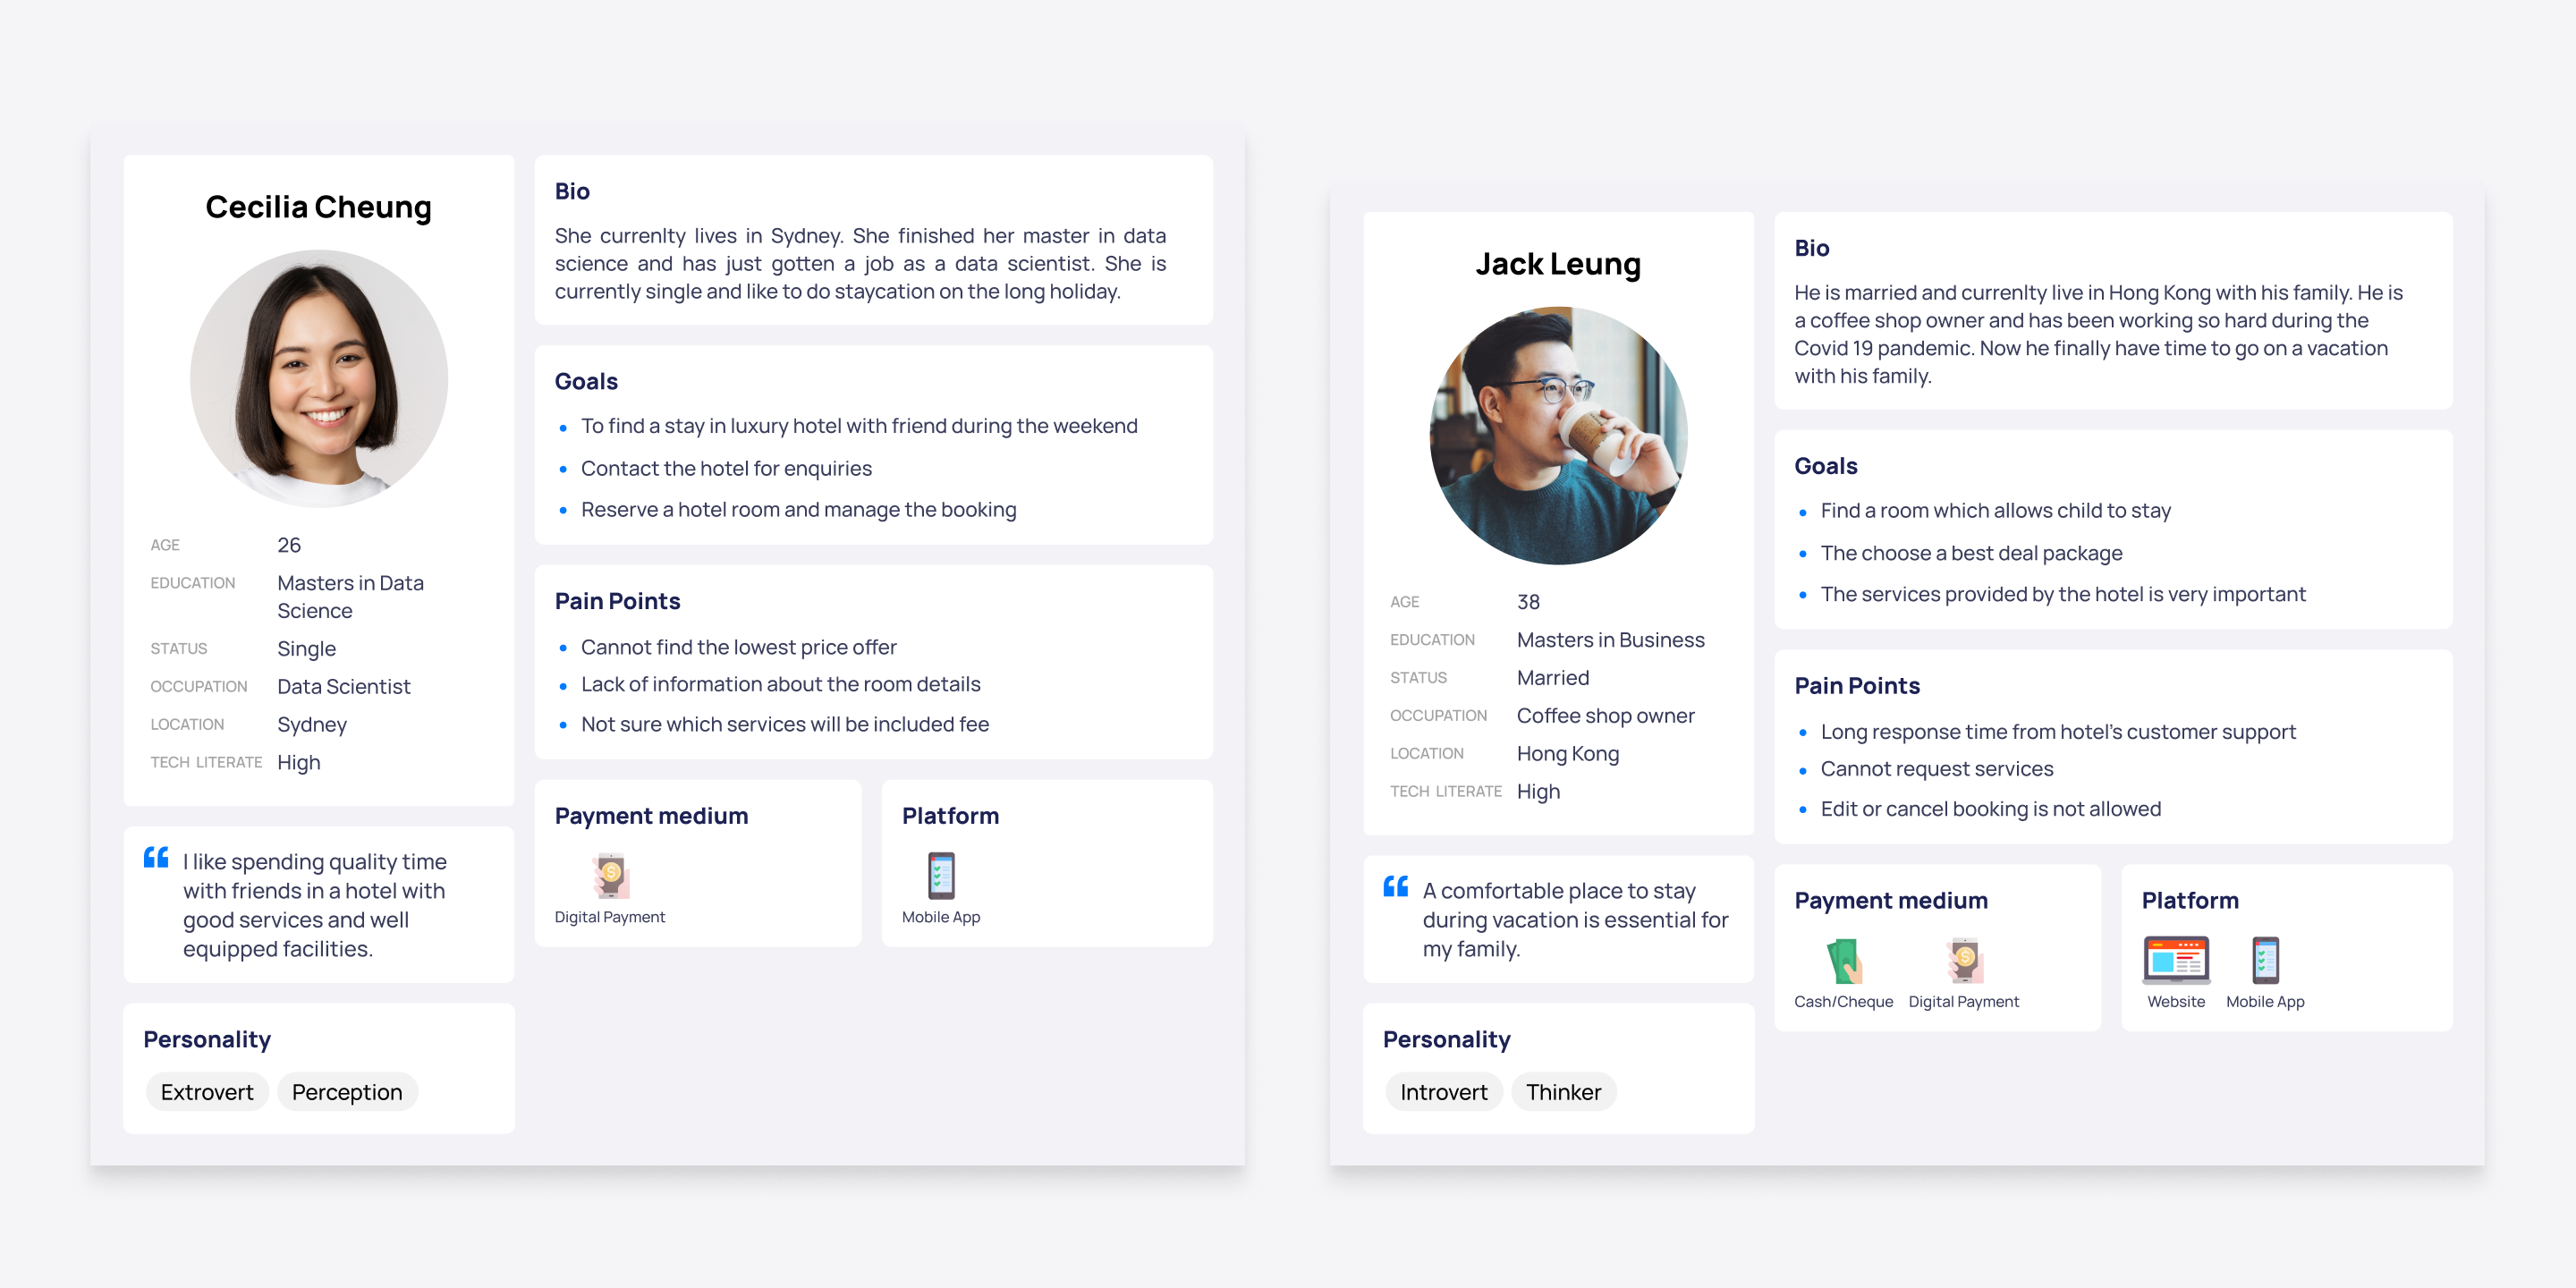 Cecilia Cheung
AGE 26
EDUCATION Masters in Data
Science
STATUS Single
OCCUPATION Data Scientist
LOCATION Sydney
TECH LITERATE High
“ I like spending quality time
with friends in a hotel with
good services and well
equipped facilities.
Personality
Extrovert Perception
Bio
She currenlty lives in Sydney. She finished her master in data
science and has just gotten a job as a data scientist. She is
currently single and like to do staycation on the long holiday.
Goals
• To find a stay in luxury hotel with friend during the weekend
• Contact the hotel for enquiries
• Reserve a hotel room and manage the booking
Pain Points
• Cannot find the lowest price offer
• Lack of information about the room details
• Not sure which services will be included fee
Payment medium
$
Digital Payment
Platform
Mobile App
Jack Leung
AGE 38
EDUCATION Masters in Business
STATUS Married
OCCUPATION Coffee shop owner
LOCATION Hong Kong
TECH LITERATE High
“ A comfortable place to stay
during vacation is essential for
my family.
Personality
Introvert Thinker
Bio
He is married and currenlty live in Hong Kong with his family. He is
a coffee shop owner and has been working so hard during the
Covid 19 pandemic. Now he finally have time to go on a vacation
with his family.
Goals
• Find a room which allows child to stay
• The choose a best deal package
• The services provided by the hotel is very important
Pain Points
• Long response time from hotel’s customer support
• Cannot request services
• Edit or cancel booking is not allowed
Payment medium
$
Cash/Cheque Digital Payment
Platform
Website Mobile App